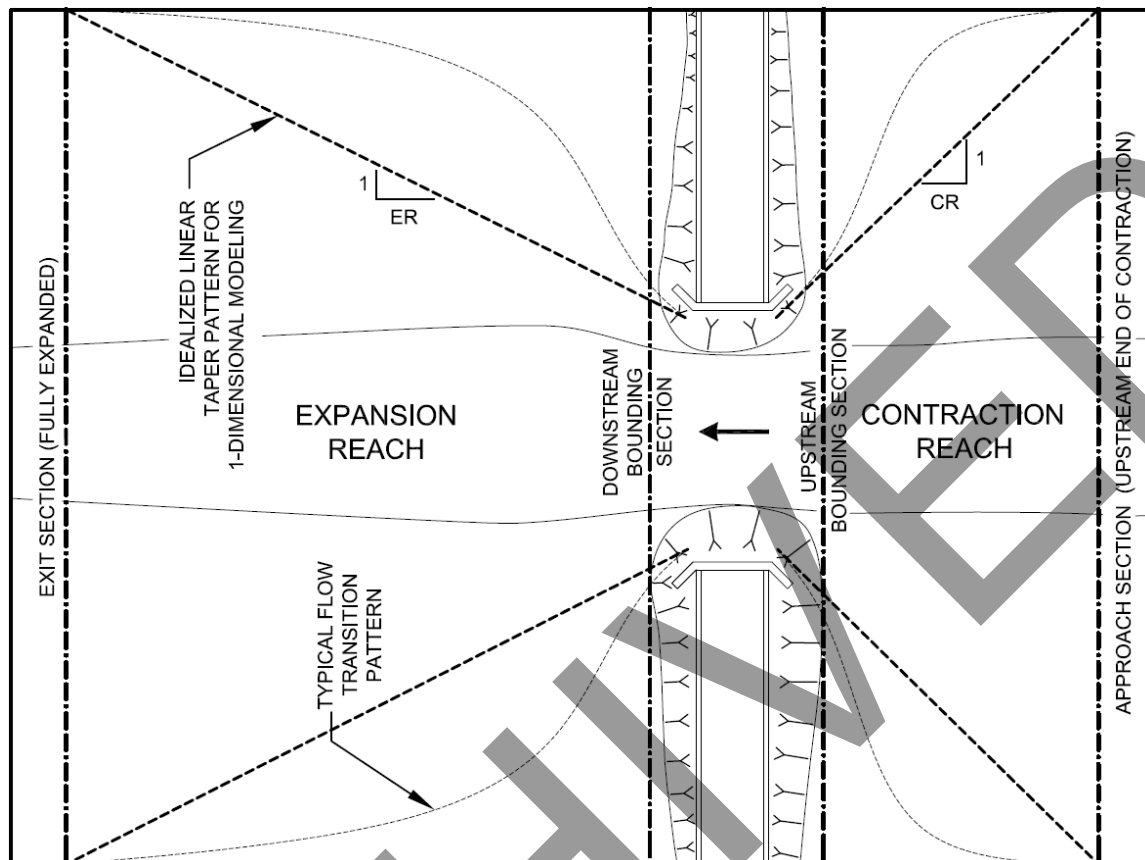 EXIT SECTION (FULLY EXPANDED)
IDEALIZED LINEAR
TAPER PATTERN FOR
1-DIMENSIONAL MODELING
1
ER
EXPANSION
REACH
TYPICAL FLOW
TRANSITION
PATTERN
DOWNSTREAM
BOUNDING
SECTION
UPSTREAM
BOUNDING SECTION
1
CR
CONTRACTION
REACH
APPROACH SECTION (UPSTREAM END OF CONTRACTION)